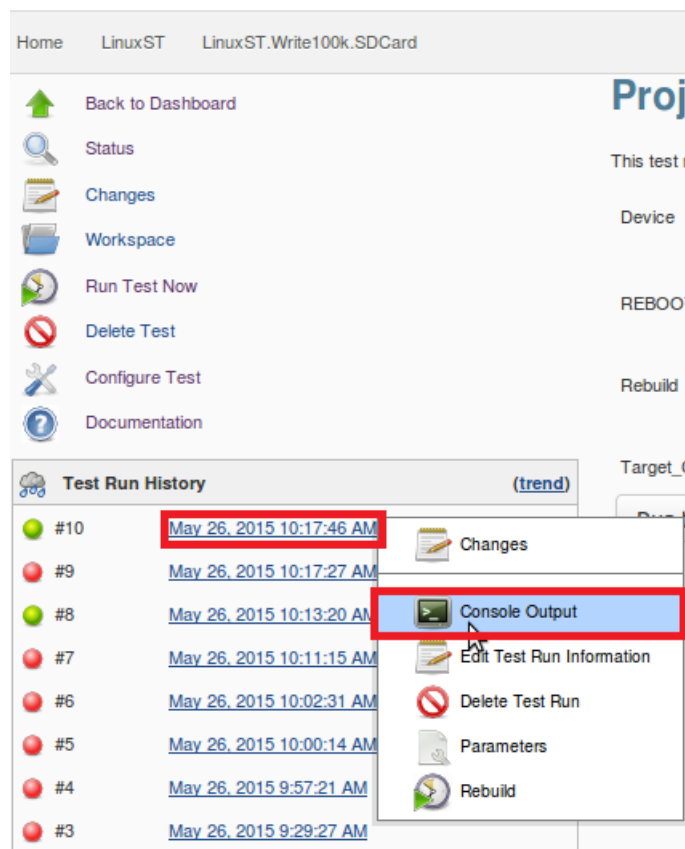 Home LinuxST LinuxST.Write100k.SDCard
Back to Dashboard
Status
Changes
Workspace
Run Test Now
Delete Test
Configure Test
Documentation
Test Run History (trend)
#10 May 26, 2015 10:17:46 AM
#9 May 26, 2015 10:17:27 AM
#8 May 26, 2015 10:13:20 AM
#7 May 26, 2015 10:11:15 AM
#6 May 26, 2015 10:02:31 AM
#5 May 26, 2015 10:00:14 AM
#4 May 26, 2015 9:57:21 AM
#3 May 26, 2015 9:29:27 AM
Changes
Console Output
Edit Test Run Information
Delete Test Run
Parameters
Rebuild
Proj
This test
Device
REBOO
Rebuild
Target_